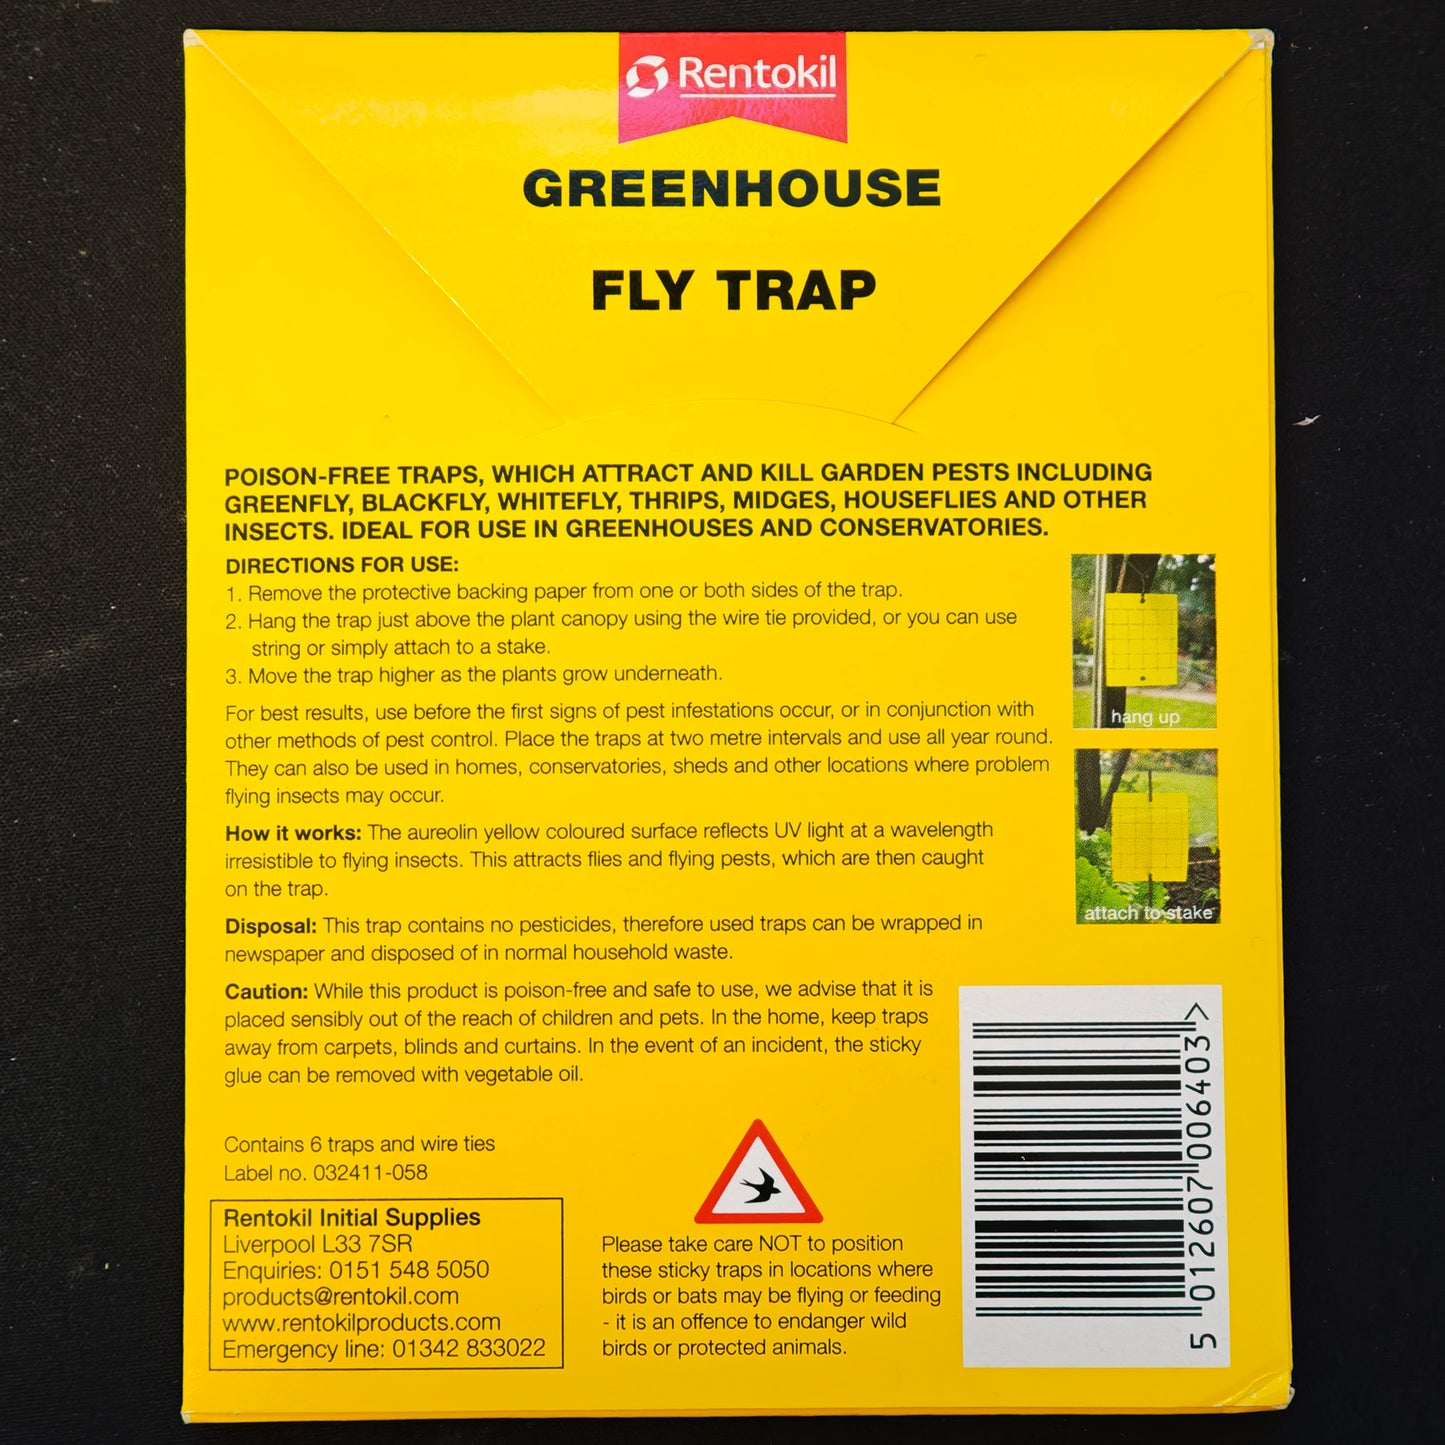 Rentokil
GREENHOUSE
FLY TRAP
POISON-FREE TRAPS, WHICH ATTRACT AND KILL GARDEN PESTS INCLUDING
GREENFLY, BLACKFLY, WHITEFLY, THRIPS, MIDGES, HOUSEFLIES AND OTHER
INSECTS. IDEAL FOR USE IN GREENHOUSES AND CONSERVATORIES.
DIRECTIONS FOR USE:
1. Remove the protective backing paper from one or both sides of the trap.
2. Hang the trap just above the plant canopy using the wire tie provided, or you can use
string or simply attach to a stake.
3. Move the trap higher as the plants grow underneath.
For best results, use before the first signs of pest infestations occur, or in conjunction with
other methods of pest control. Place the traps at two metre intervals and use all year round.
They can also be used in homes, conservatories, sheds and other locations where problem
flying insects may occur.
hang up
attach to stake
How it works: The aureolin yellow coloured surface reflects UV light at a wavelength
irresistible to flying insects. This attracts flies and flying pests, which are then caught
on the trap.
Disposal: This trap contains no pesticides, therefore used traps can be wrapped in
newspaper and disposed of in normal household waste.
Caution: While this product is poison-free and safe to use, we advise that it is
placed sensibly out of the reach of children and pets. In the home, keep traps
away from carpets, blinds and curtains. In the event of an incident, the sticky
glue can be removed with vegetable oil.
Contains 6 traps and wire ties
Label no. 032411-058
Rentokil Initial Supplies
Liverpool L33 7SR
Enquiries: 0151 548 5050
products@rentokil.com
www.rentokilproducts.com
Emergency line: 01342 833022
Please take care NOT to position
these sticky traps in locations where
birds or bats may be flying or feeding
- it is an offence to endanger wild
birds or protected animals.
5 012607 006403 >